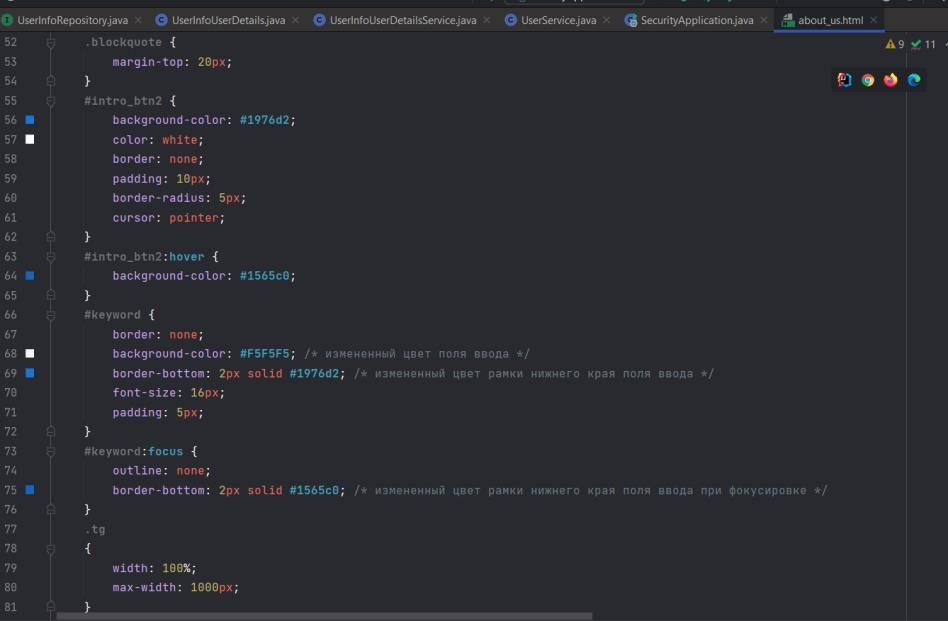 UserInfoRepository.java
UserInfoUserDetails.java
UserInfoUserDetailsService.java
UserService.java
SecurityApplication.java
about_us.html
9 11
52 .blockquote {
53 margin-top: 20px;
54 }
55 #intro_btn2 {
56 background-color: #1976d2;
57 color: white;
58 border: none;
59 padding: 10px;
60 border-radius: 5px;
61 cursor: pointer;
62 }
63 #intro_btn2:hover {
64 background-color: #1565c0;
65 }
66 #keyword {
67 border: none;
68 background-color: #F5F5F5; /* измененный цвет поля ввода */
69 border-bottom: 2px solid #1976d2; /* измененный цвет рамки нижнего края поля ввода */
70 font-size: 16px;
71 padding: 5px;
72 }
73 #keyword:focus {
74 outline: none;
75 border-bottom: 2px solid #1565c0; /* измененный цвет рамки нижнего края поля ввода при фокусировке */
76 }
77 .tg
78 {
79 width: 100%;
80 max-width: 1000px;
81 }